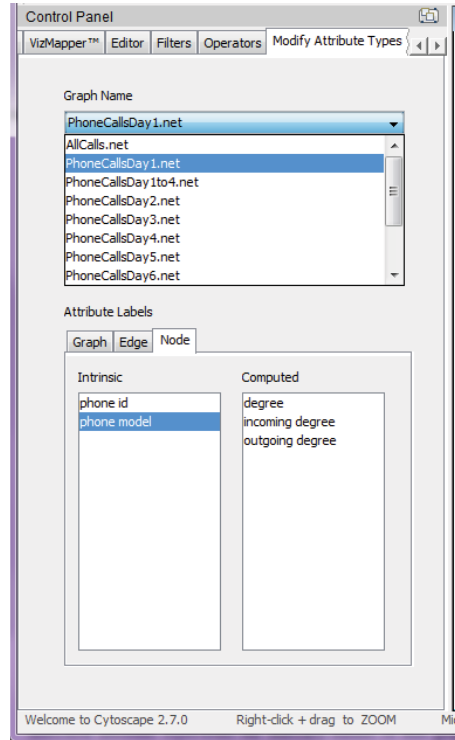 Control Panel
VizMapper™ Editor Filters Operators Modify Attribute Types
Graph Name
PhoneCallsDay1.net
AllCalls.net
PhoneCallsDay1.net
PhoneCallsDay1to4.net
PhoneCallsDay2.net
PhoneCallsDay3.net
PhoneCallsDay4.net
PhoneCallsDay5.net
PhoneCallsDay6.net
Attribute Labels
Graph Edge Node
Intrinsic Computed
phone id degree
phone model incoming degree
outgoing degree
Welcome to Cytoscape 2.7.0 Right-click + drag to ZOOM Mi